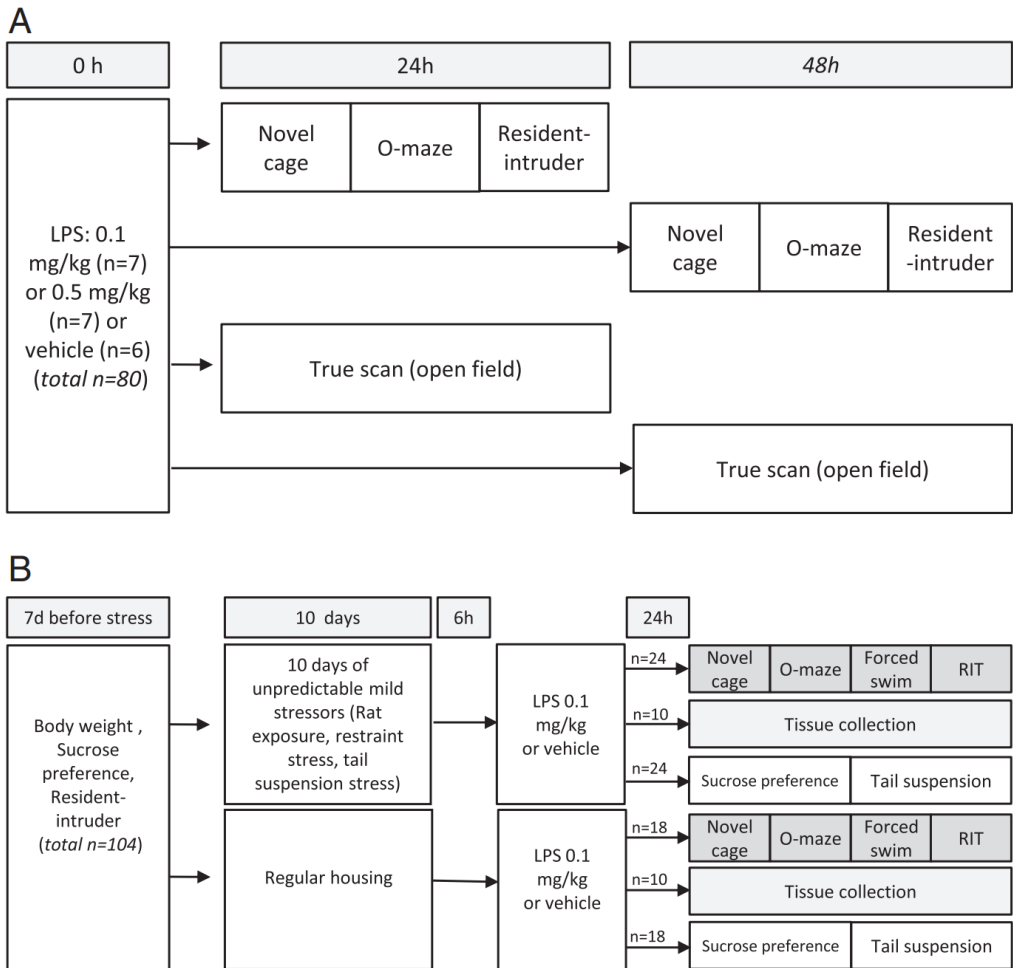 A
0 h
24h
48h
LPS: 0.1
mg/kg (n=7)
or 0.5 mg/kg
(n=7) or
vehicle (n=6)
(total n=80)
Novel
cage
O-maze
Resident-
intruder
Novel
cage
O-maze
Resident
-intruder
True scan (open field)
True scan (open field)
B
7d before stress
10 days
6h
24h
Body weight ,
Sucrose
preference,
Resident-
intruder
(total n=104)
10 days of
unpredictable mild
stressors (Rat
exposure, restraint
stress, tail
suspension stress)
LPS 0.1
mg/kg
or vehicle
n=24
Novel
cage
O-maze
Forced
swim
RIT
n=10
Tissue collection
n=24
Sucrose preference
Tail suspension
Regular housing
LPS 0.1
mg/kg
or vehicle
n=18
Novel
cage
O-maze
Forced
swim
RIT
n=10
Tissue collection
n=18
Sucrose preference
Tail suspension